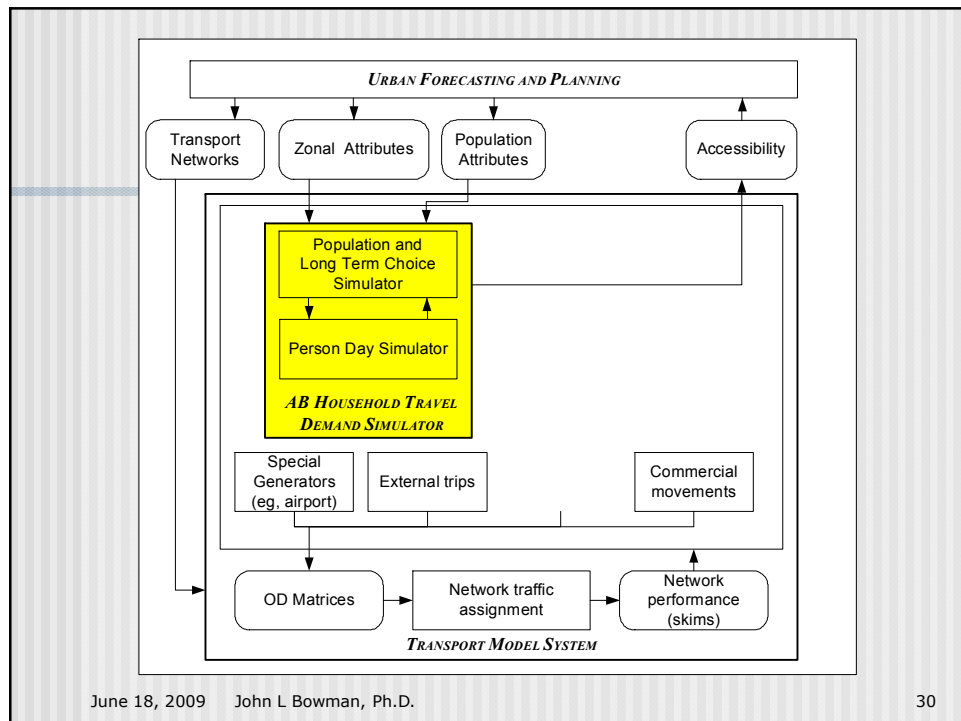 URBAN FORECASTING AND PLANNING
Transport
Networks
Zonal Attributes
Population
Attributes
Accessibility
Population and
Long Term Choice
Simulator
Person Day Simulator
AB HOUSEHOLD TRAVEL
DEMAND SIMULATOR
Special
Generators
(eg, airport)
External trips
Commercial
movements
OD Matrices
Network traffic
assignment
Network
performance
(skims)
TRANSPORT MODEL SYSTEM
June 18, 2009 John L Bowman, Ph.D. 30